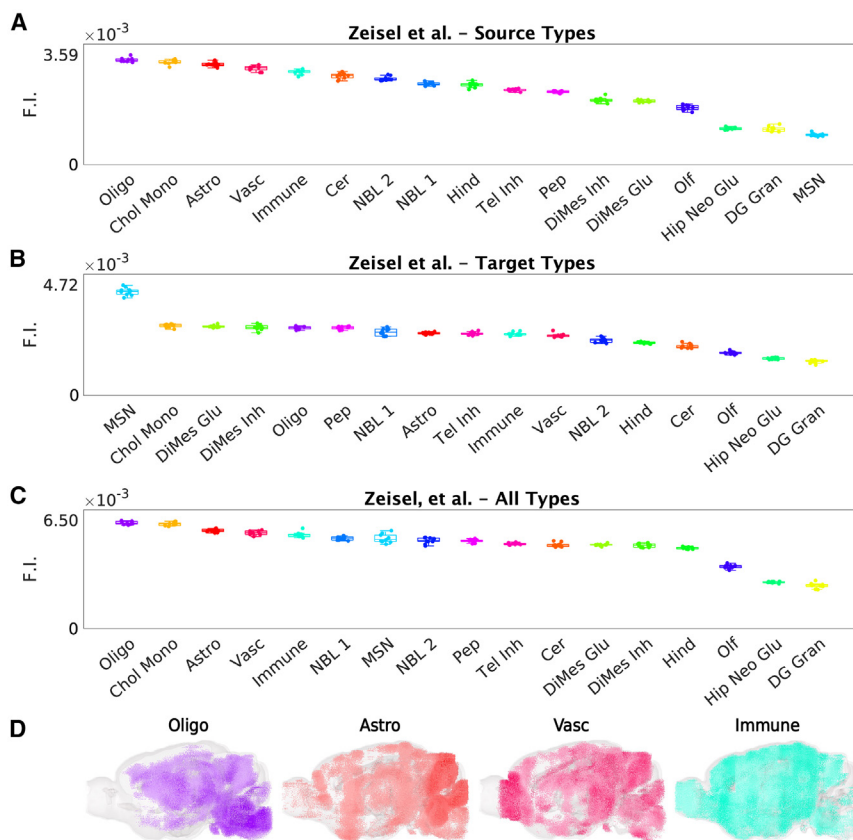 A
×10⁻³
Zeisel et al. – Source Types
3.59
F.I.
0
Oligo
Chol Mono
Astro
Vasc
Immune
Cer
NBL 2
NBL 1
Hind
Tel Inh
Pep
DiMes Inh
DiMes Glu
Olf
Hip Neo Glu
DG Gran
MSN
B
×10⁻³
Zeisel et al. – Target Types
4.72
F.I.
0
MSN
Chol Mono
DiMes Glu
DiMes Inh
Oligo
Pep
NBL 1
Astro
Tel Inh
Immune
Vasc
NBL 2
Hind
Cer
Olf
Hip Neo Glu
DG Gran
C
×10⁻³
Zeisel, et al. – All Types
6.50
F.I.
0
Oligo
Chol Mono
Astro
Vasc
Immune
NBL 1
MSN
NBL 2
Pep
Tel Inh
Cer
DiMes Glu
DiMes Inh
Hind
Olf
Hip Neo Glu
DG Gran
D
Oligo
Astro
Vasc
Immune